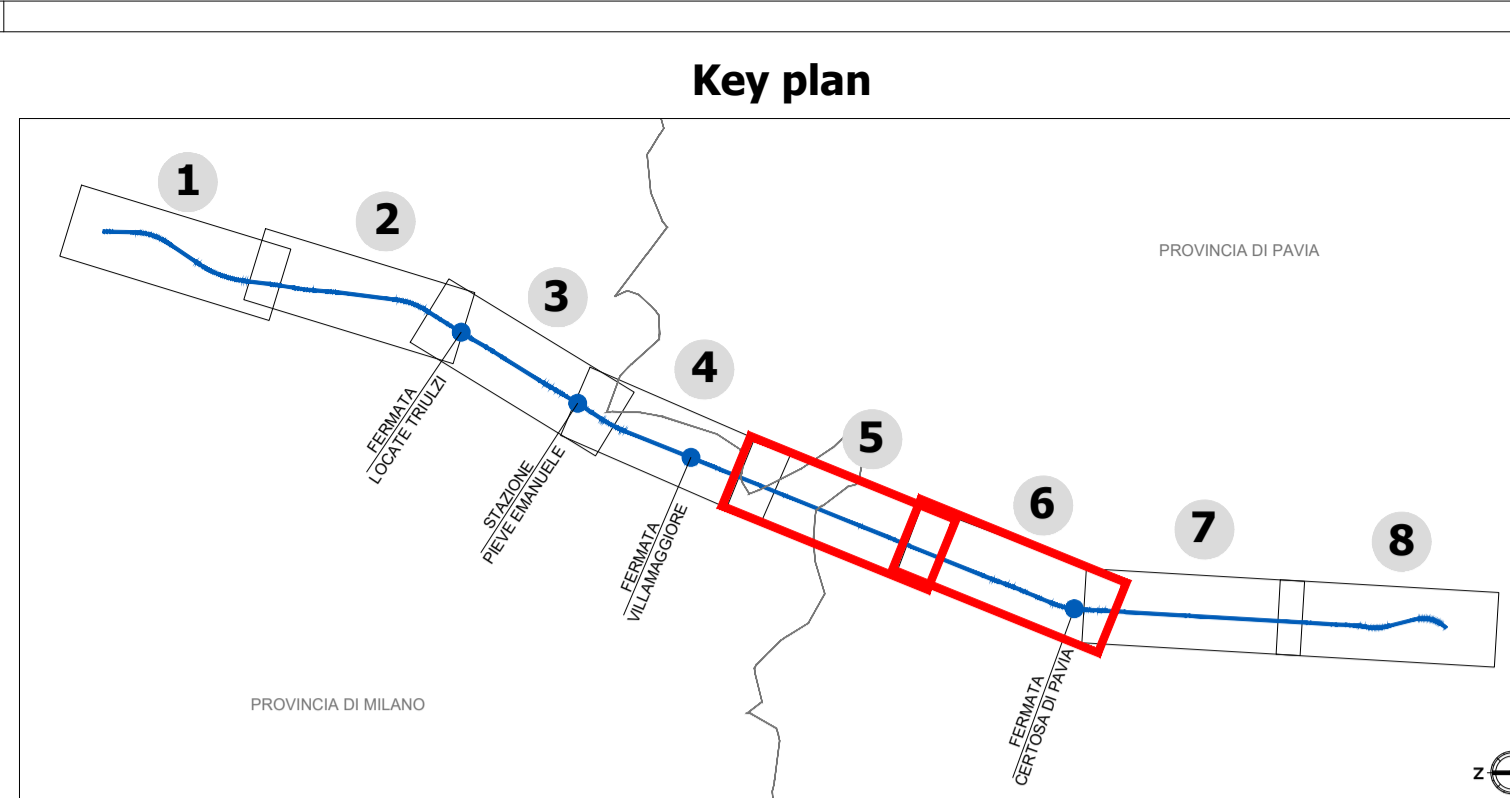 Key plan
1
2
3
4
5
6
7
8
PROVINCIA DI PAVIA
FERMATA
LOCATE TRIULZI
STAZIONE
PIEVE EMANUELE
FERMATA
VILLAMAGGIORE
FERMATA
CERTOSA DI PAVIA
PROVINCIA DI MILANO
Z